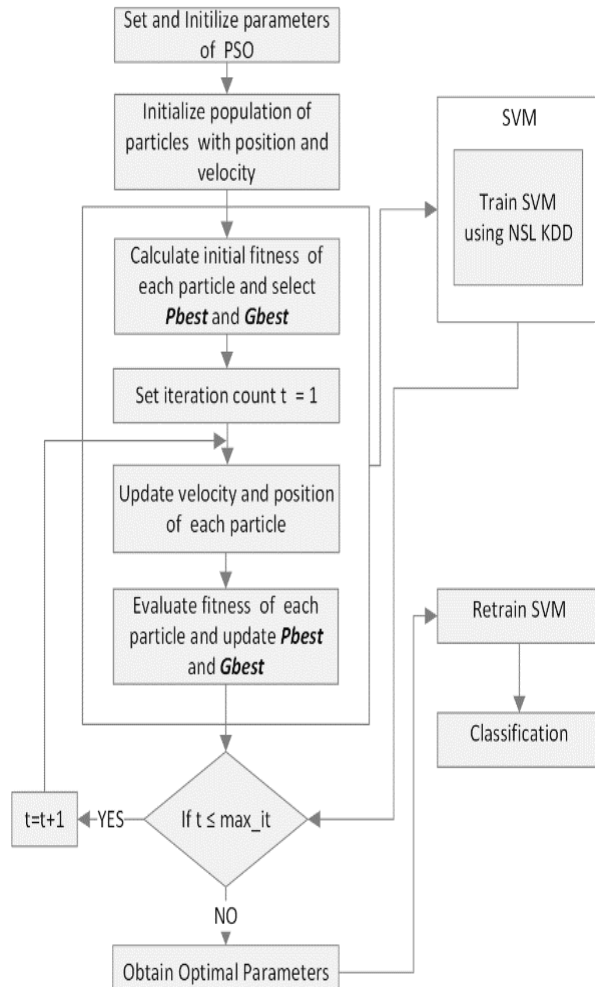 Set and Initilize parameters
of PSO
Initialize population of
particles with position and
velocity
Calculate initial fitness of
each particle and select
Pbest and Gbest
Set iteration count t = 1
Update velocity and position
of each particle
Evaluate fitness of each
particle and update Pbest
and Gbest
If t ≤ max_it
YES
t=t+1
NO
Obtain Optimal Parameters
SVM
Train SVM
using NSL KDD
Retrain SVM
Classification